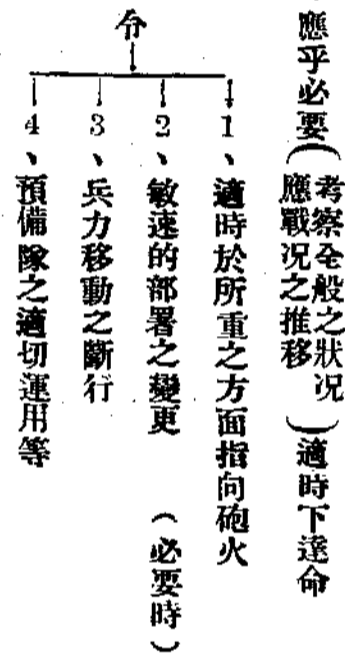 應乎必要（考察全般之狀况
應戰况之推移）適時下達命
令
1、適時於所重之方面指向砲火
2、敏速的部署之變更（必要時）
3、兵力移動之斷行
4、預備隊之適切運用等